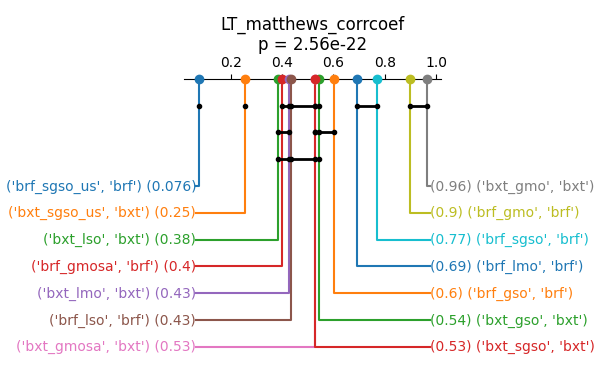 LT_matthews_corrcoef
p = 2.56e-22
0.2 0.4 0.6 0.8 1.0
('brf_sgso_us', 'brf') (0.076)
('bxt_sgso_us', 'bxt') (0.25)
('bxt_lso', 'bxt') (0.38)
('brf_gmosa', 'brf') (0.4)
('bxt_lmo', 'bxt') (0.43)
('brf_lso', 'brf') (0.43)
('bxt_gmosa', 'bxt') (0.53)
(0.96) ('bxt_gmo', 'bxt')
(0.9) ('brf_gmo', 'brf')
(0.77) ('brf_sgso', 'brf')
(0.69) ('brf_lmo', 'brf')
(0.6) ('brf_gso', 'brf')
(0.54) ('bxt_gso', 'bxt')
(0.53) ('bxt_sgso', 'bxt')